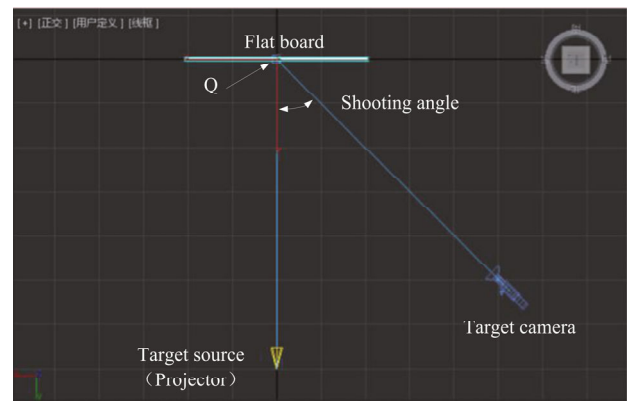 [+] [正交] [用户定义] [线框]
Flat board
Q
Shooting angle
Target camera
Target source
（Projector）